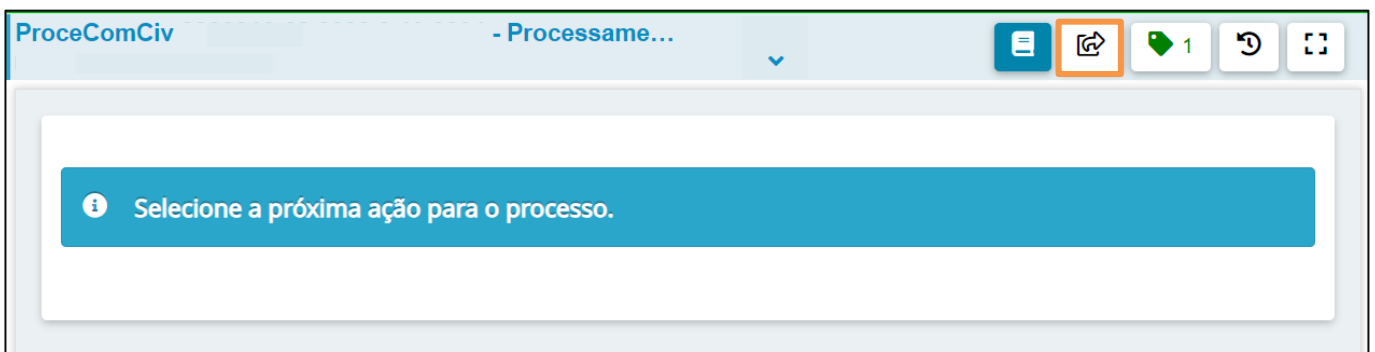 ProceComCiv - Processame…
1
Selecione a próxima ação para o processo.